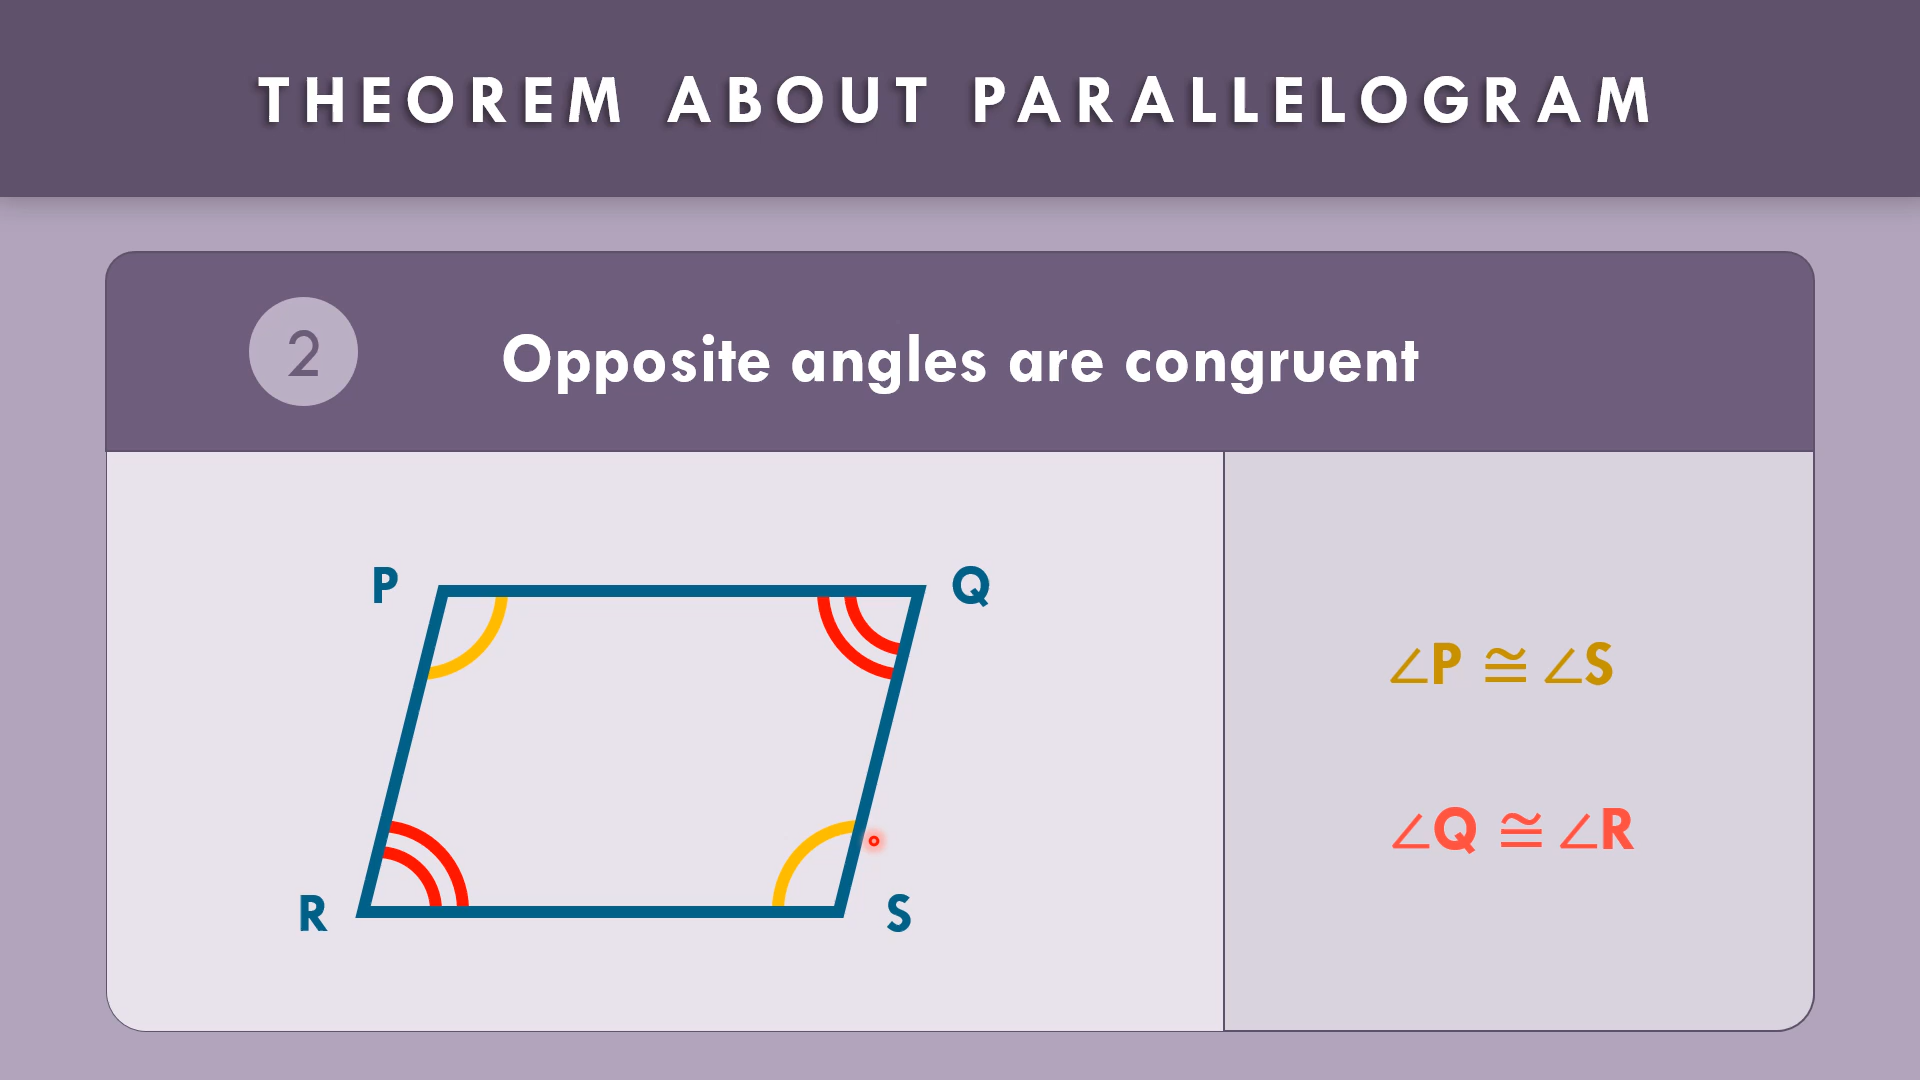 THEOREM ABOUT PARALLELOGRAM
2
Opposite angles are congruent
P
Q
R
S
∠P ≅ ∠S
∠Q ≅ ∠R